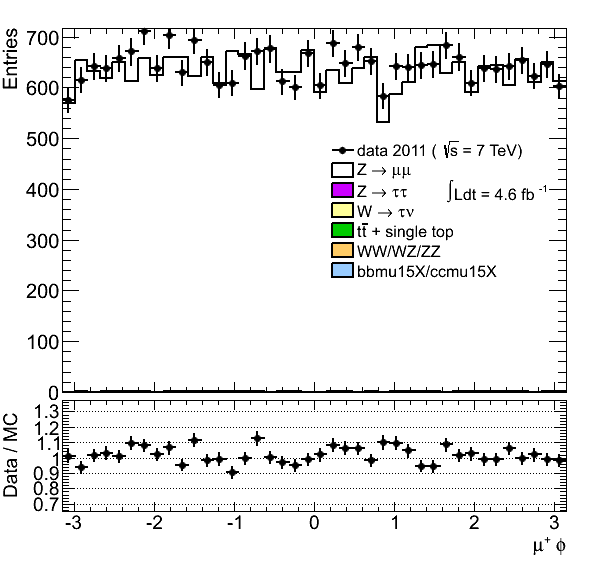 Entries
700
600
500
400
300
200
100
0
data 2011 ( √s = 7 TeV)
Z → μμ
Z → ττ
∫Ldt = 4.6 fb⁻¹
W → τν
tt̄ + single top
WW/WZ/ZZ
bbmu15X/ccmu15X
Data / MC
1.3
1.2
1.1
1
0.9
0.8
0.7
-3 -2 -1 0 1 2 3
μ⁺ ϕ